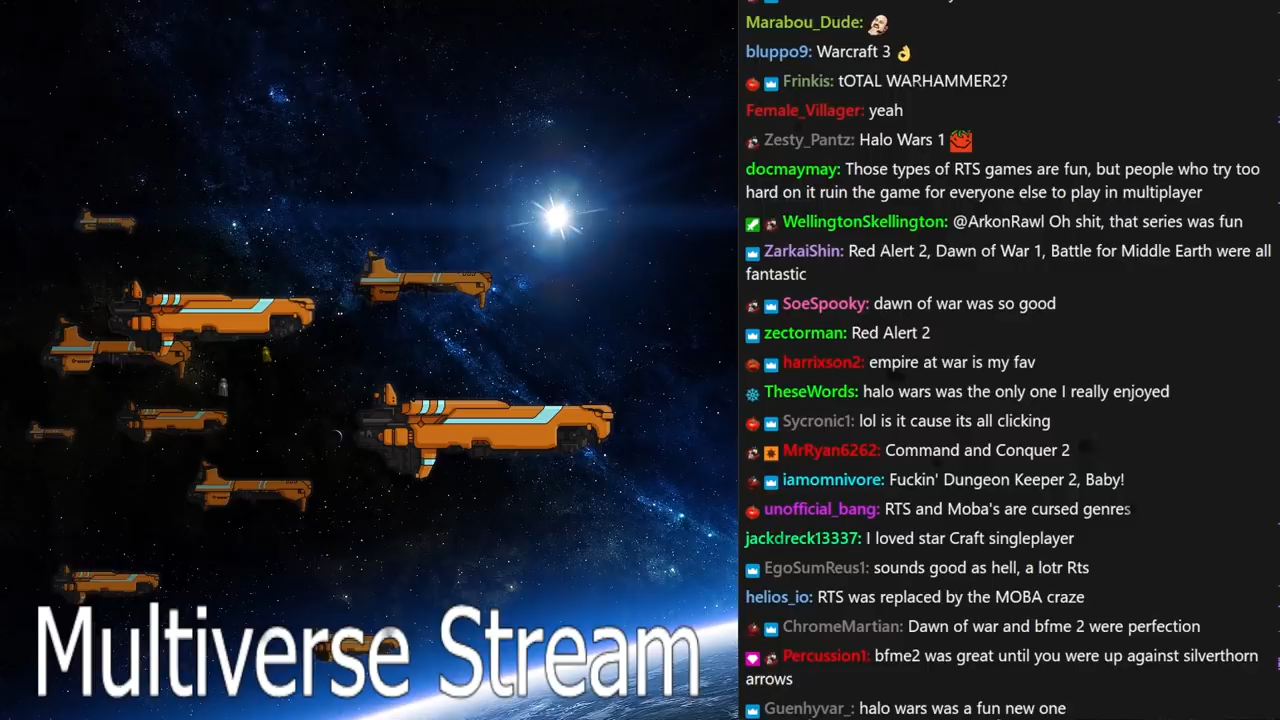 Marabou_Dude:
bluppo9: Warcraft 3 👌
Frinkis: tOTAL WARHAMMER2?
Female_Villager: yeah
Zesty_Pantz: Halo Wars 1
docmaymay: Those types of RTS games are fun, but people who try too
hard on it ruin the game for everyone else to play in multiplayer
WellingtonSkellington: @ArkonRawl Oh shit, that series was fun
ZarkaiShin: Red Alert 2, Dawn of War 1, Battle for Middle Earth were all
fantastic
SoeSpooky: dawn of war was so good
zectorman: Red Alert 2
harrixson2: empire at war is my fav
TheseWords: halo wars was the only one I really enjoyed
Sycronic1: lol is it cause its all clicking
MrRyan6262: Command and Conquer 2
iamomnivore: Fuckin' Dungeon Keeper 2, Baby!
unofficial_bang: RTS and Moba's are cursed genres
jackdreck13337: I loved star Craft singleplayer
EgoSumReus1: sounds good as hell, a lotr Rts
helios_io: RTS was replaced by the MOBA craze
ChromeMartian: Dawn of war and bfme 2 were perfection
Percussion1: bfme2 was great until you were up against silverthorn
arrows
Guenhyvar_: halo wars was a fun new one
Multiverse Stream